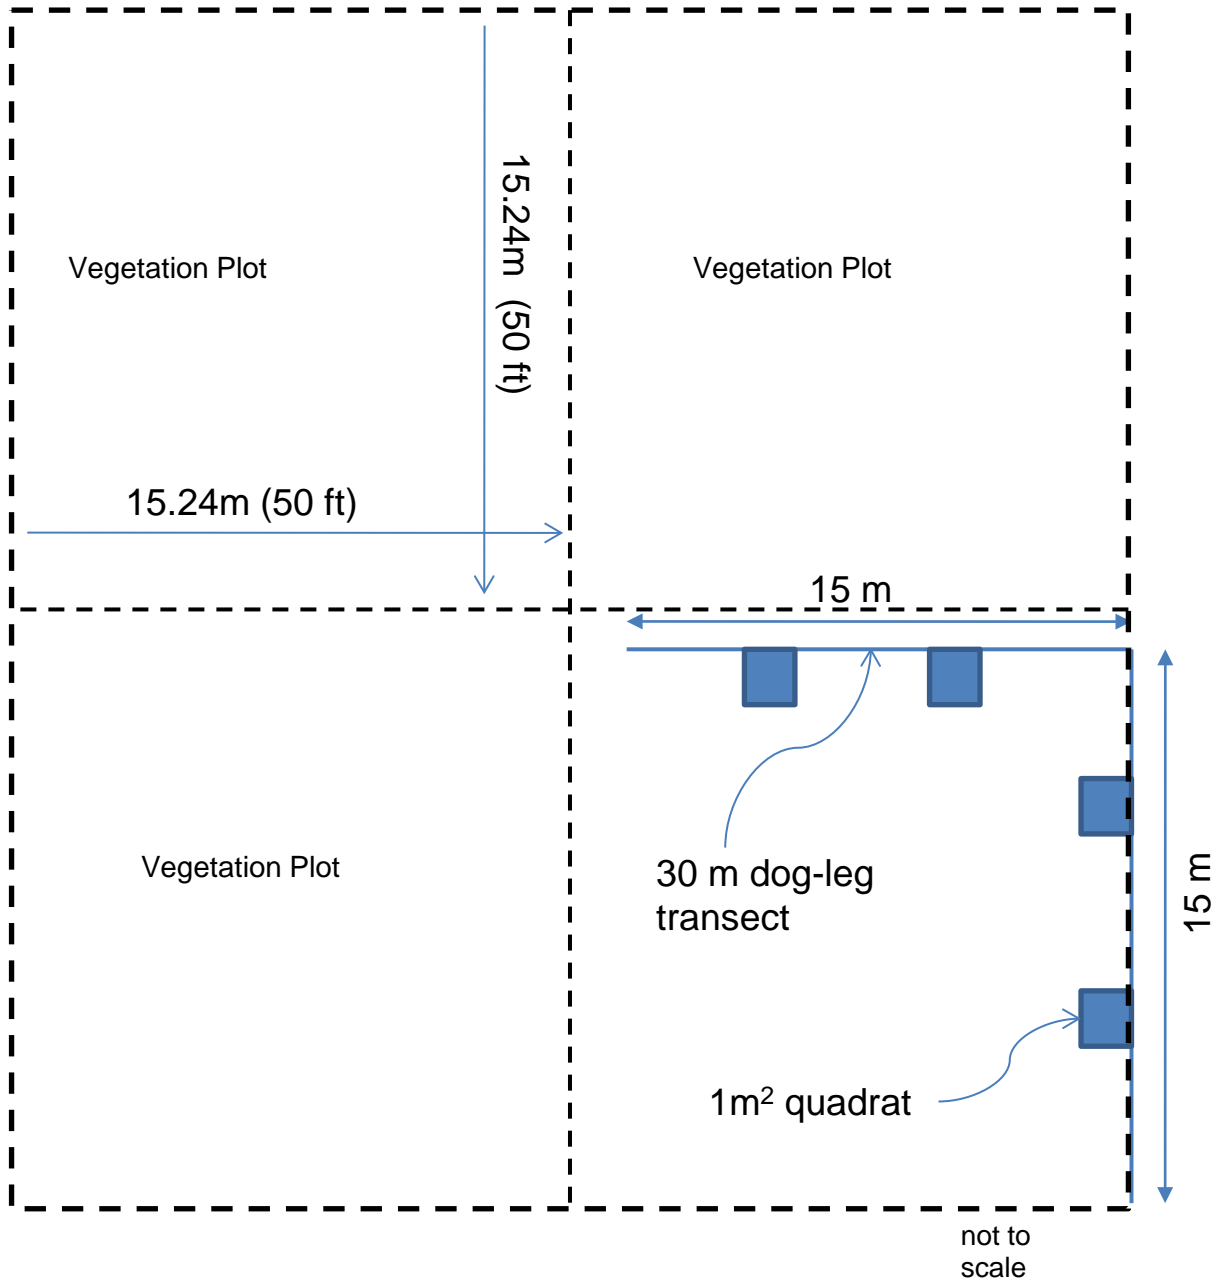 Vegetation Plot
Vegetation Plot
15.24m (50 ft)
15.24m (50 ft)
15 m
Vegetation Plot
30 m dog-leg
transect
15 m
1m² quadrat
not to
scale